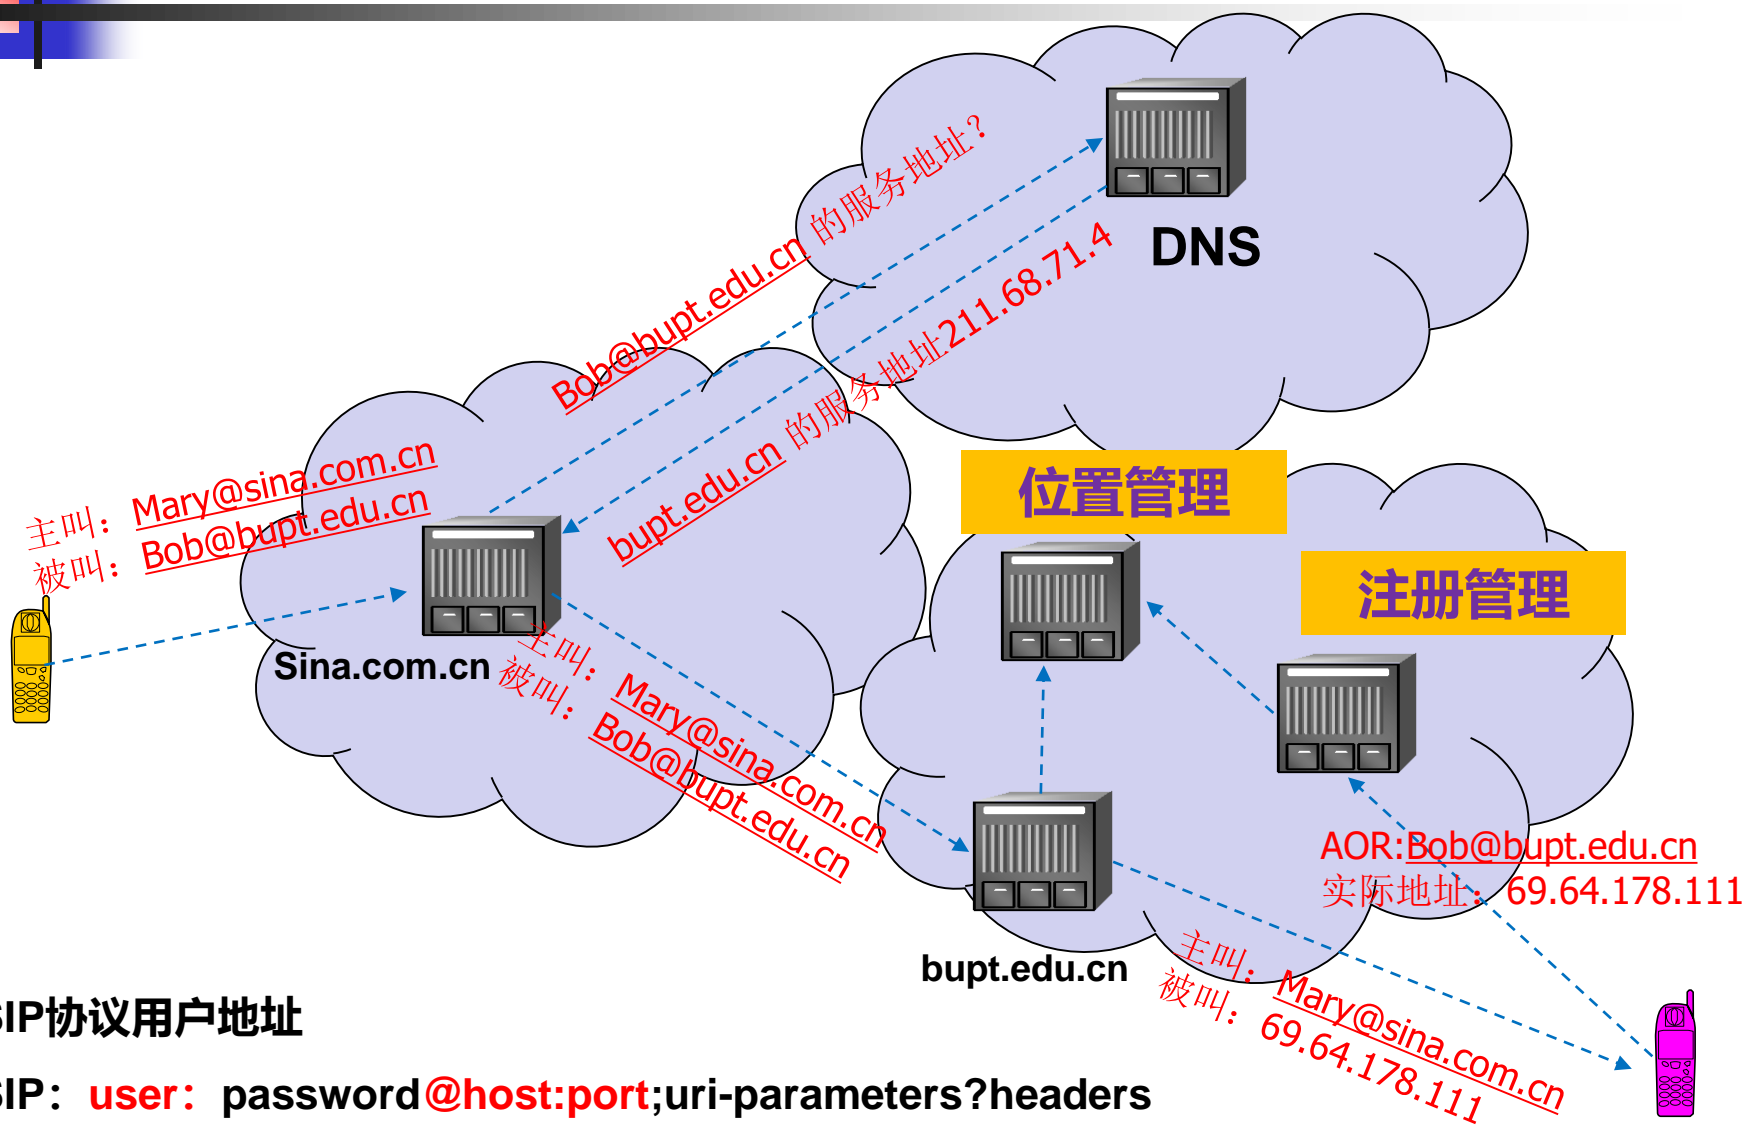 Bob@bupt.edu.cn 的服务地址?
DNS
bupt.edu.cn 的服务地址211.68.71.4
主叫：Mary@sina.com.cn
被叫：Bob@bupt.edu.cn
位置管理
注册管理
Sina.com.cn
主叫：Mary@sina.com.cn
被叫：Bob@bupt.edu.cn
AOR:Bob@bupt.edu.cn
实际地址：69.64.178.111
bupt.edu.cn
主叫：Mary@sina.com.cn
被叫：69.64.178.111
SIP协议用户地址
SIP：user：password@host:port;uri-parameters?headers